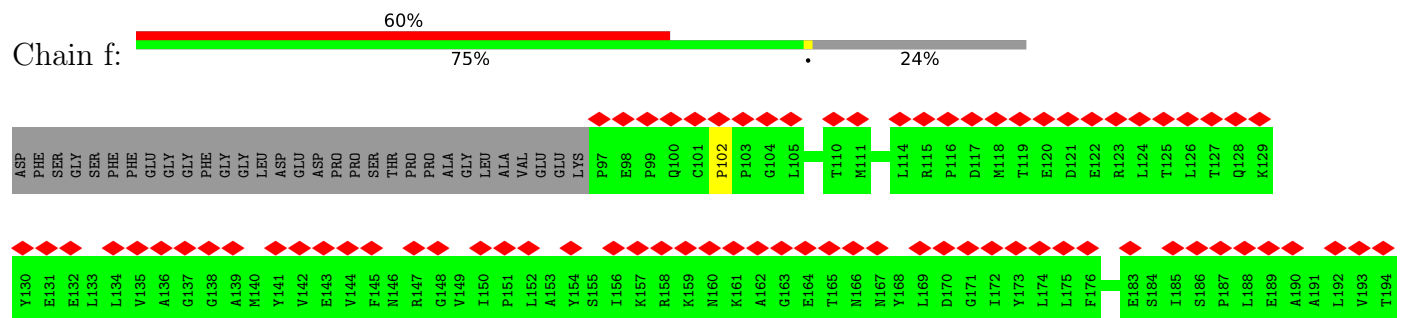 60%
Chain f:
75% • 24%
ASP PHE SER GLY SER PHE PHE GLU GLY GLY PHE GLY GLY LEU ASP GLU ASP PRO PRO SER THR PRO PRO ALA GLY LEU ALA VAL GLU GLU LYS P97 E98 P99 Q100 C101 P102 P103 G104 L105 T110 M111 L114 R115 P116 D117 M118 T119 E120 D121 E122 R123 L124 T125 L126 T127 Q128 K129
Y130 E131 E132 L133 L134 V135 A136 G137 G138 A139 M140 Y141 V142 E143 V144 F145 N146 R147 G148 V149 I150 P151 L152 A153 Y154 S155 I156 K157 R158 K159 N160 K161 A162 G163 E164 T165 N166 N167 Y168 L169 D170 G171 I172 Y173 L174 L175 F176 E183 S184 I185 S186 P187 L188 E189 A190 A191 L192 V193 T194